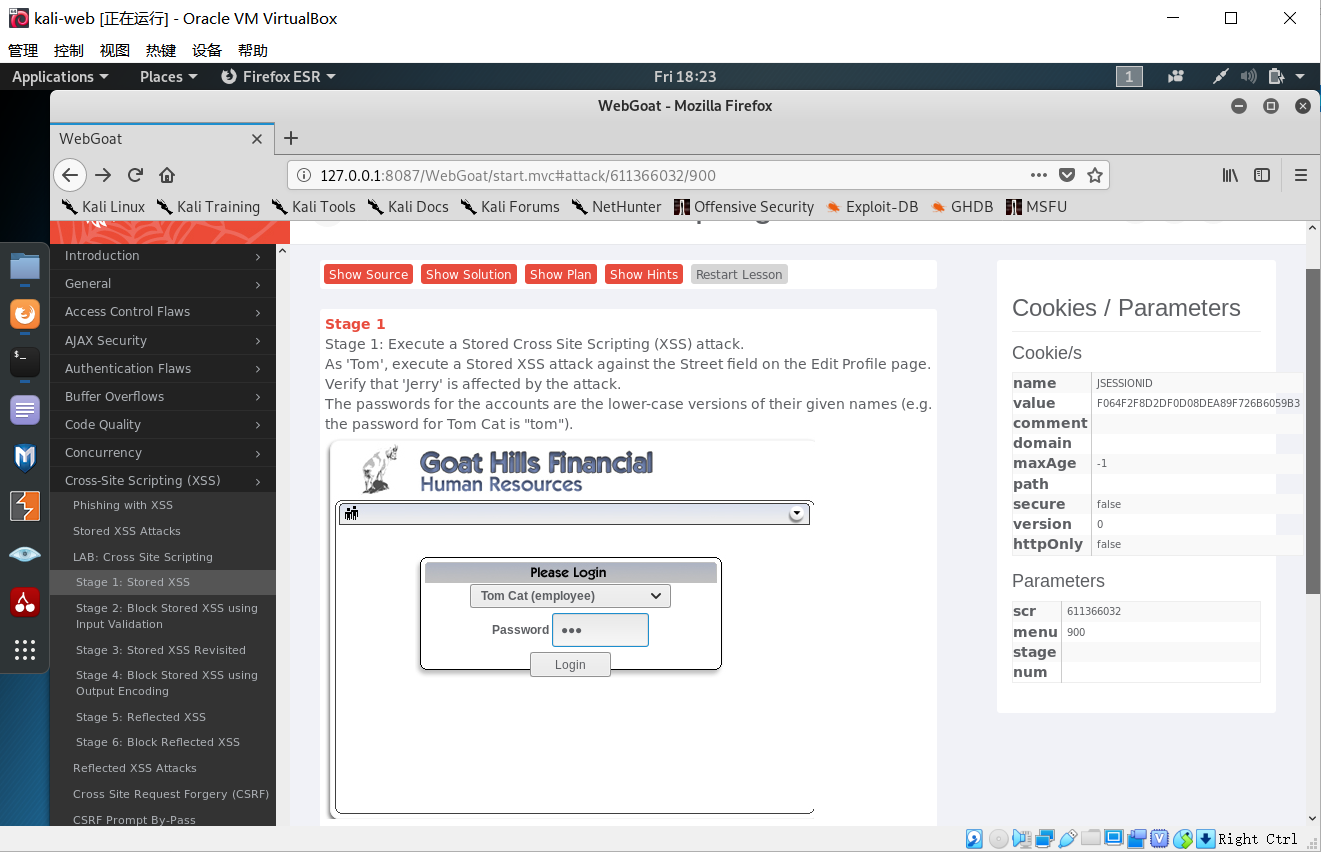 kali-web [正在运行] - Oracle VM VirtualBox
管理 控制 视图 热键 设备 帮助
Applications Places Firefox ESR Fri 18:23 1
WebGoat - Mozilla Firefox
WebGoat
127.0.0.1:8087/WebGoat/start.mvc#attack/611366032/900
Kali Linux Kali Training Kali Tools Kali Docs Kali Forums NetHunter Offensive Security Exploit-DB GHDB MSFU
Introduction
General
Access Control Flaws
AJAX Security
Authentication Flaws
Buffer Overflows
Code Quality
Concurrency
Cross-Site Scripting (XSS)
Phishing with XSS
Stored XSS Attacks
LAB: Cross Site Scripting
Stage 1: Stored XSS
Stage 2: Block Stored XSS using
Input Validation
Stage 3: Stored XSS Revisited
Stage 4: Block Stored XSS using
Output Encoding
Stage 5: Reflected XSS
Stage 6: Block Reflected XSS
Reflected XSS Attacks
Cross Site Request Forgery (CSRF)
CSRF Prompt By-Pass
Show Source Show Solution Show Plan Show Hints Restart Lesson
Stage 1
Stage 1: Execute a Stored Cross Site Scripting (XSS) attack.
As 'Tom', execute a Stored XSS attack against the Street field on the Edit Profile page.
Verify that 'Jerry' is affected by the attack.
The passwords for the accounts are the lower-case versions of their given names (e.g.
the password for Tom Cat is "tom").
Goat Hills Financial
Human Resources
Please Login
Tom Cat (employee)
Password •••
Login
Cookies / Parameters
Cookie/s
name JSESSIONID
value F064F2F8D2DF0D08DEA89F726B6059B3
comment
domain
maxAge -1
path
secure false
version 0
httpOnly false
Parameters
scr 611366032
menu 900
stage
num
Right Ctrl